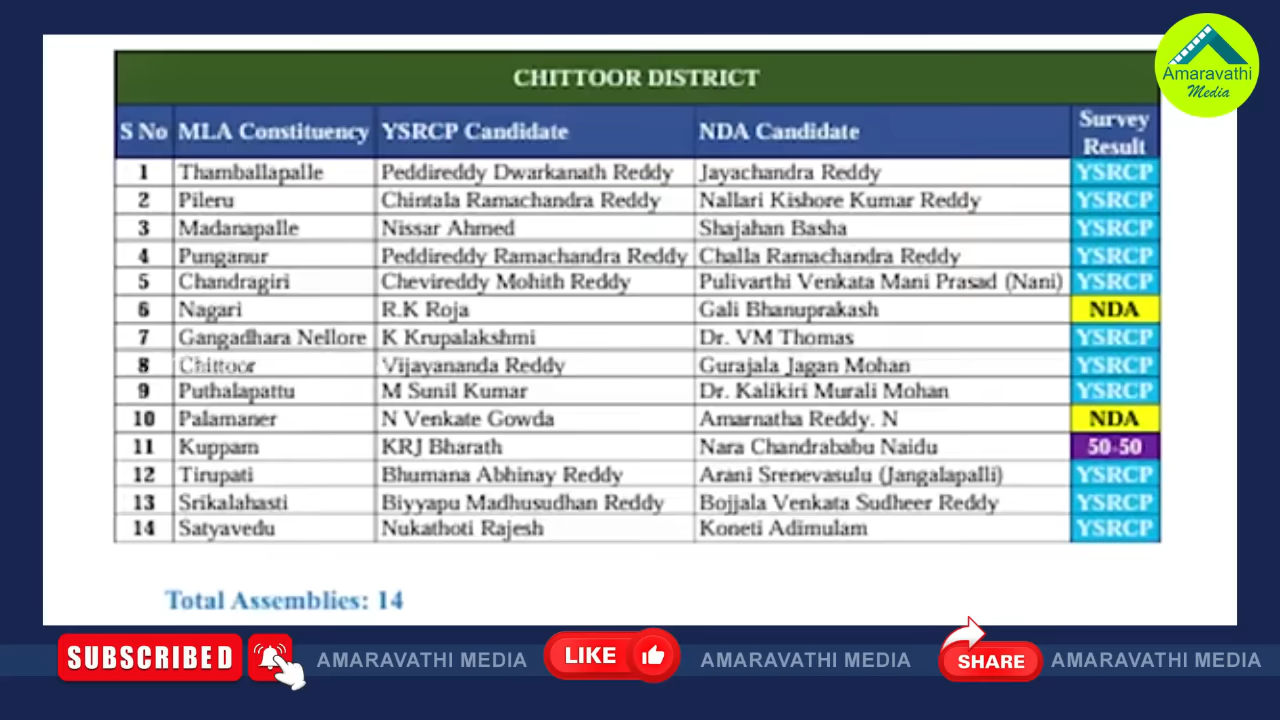 Amaravathi
Media
CHITTOOR DISTRICT
S No MLA Constituency YSRCP Candidate NDA Candidate Survey Result
1 Thamballapalle Peddireddy Dwarkanath Reddy Jayachandra Reddy YSRCP
2 Pileru Chintala Ramachandra Reddy Nallari Kishore Kumar Reddy YSRCP
3 Madanapalle Nissar Ahmed Shajahan Basha YSRCP
4 Punganur Peddireddy Ramachandra Reddy Challa Ramachandra Reddy YSRCP
5 Chandragiri Chevireddy Mohith Reddy Pulivarthi Venkata Mani Prasad (Nani) YSRCP
6 Nagari R.K Roja Gali Bhanuprakash NDA
7 Gangadhara Nellore K Krupalakshmi Dr. VM Thomas YSRCP
8 Chittoor Vijayananda Reddy Gurajala Jagan Mohan YSRCP
9 Puthalapattu M Sunil Kumar Dr. Kalikiri Murali Mohan YSRCP
10 Palamaner N Venkate Gowda Amarnatha Reddy. N NDA
11 Kuppam KRJ Bharath Nara Chandrababu Naidu 50-50
12 Tirupati Bhumana Abhinay Reddy Arani Srenevasulu (Jangalapalli) YSRCP
13 Srikalahasti Biyyapu Madhusudhan Reddy Bojjala Venkata Sudheer Reddy YSRCP
14 Satyavedu Nukathoti Rajesh Koneti Adimulam YSRCP
Total Assemblies: 14
SUBSCRIBED AMARAVATHI MEDIA LIKE AMARAVATHI MEDIA SHARE AMARAVATHI MEDIA